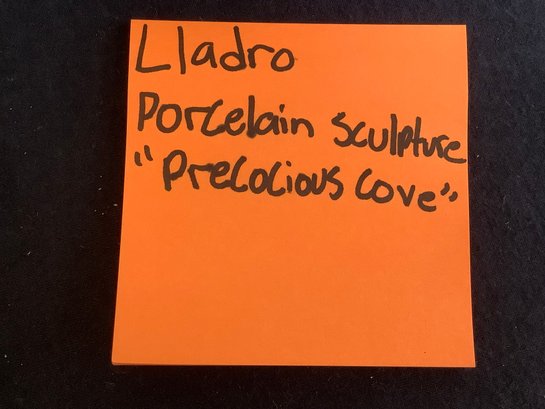 Lladro
Porcelain Sculpture
"Precocious Cove"